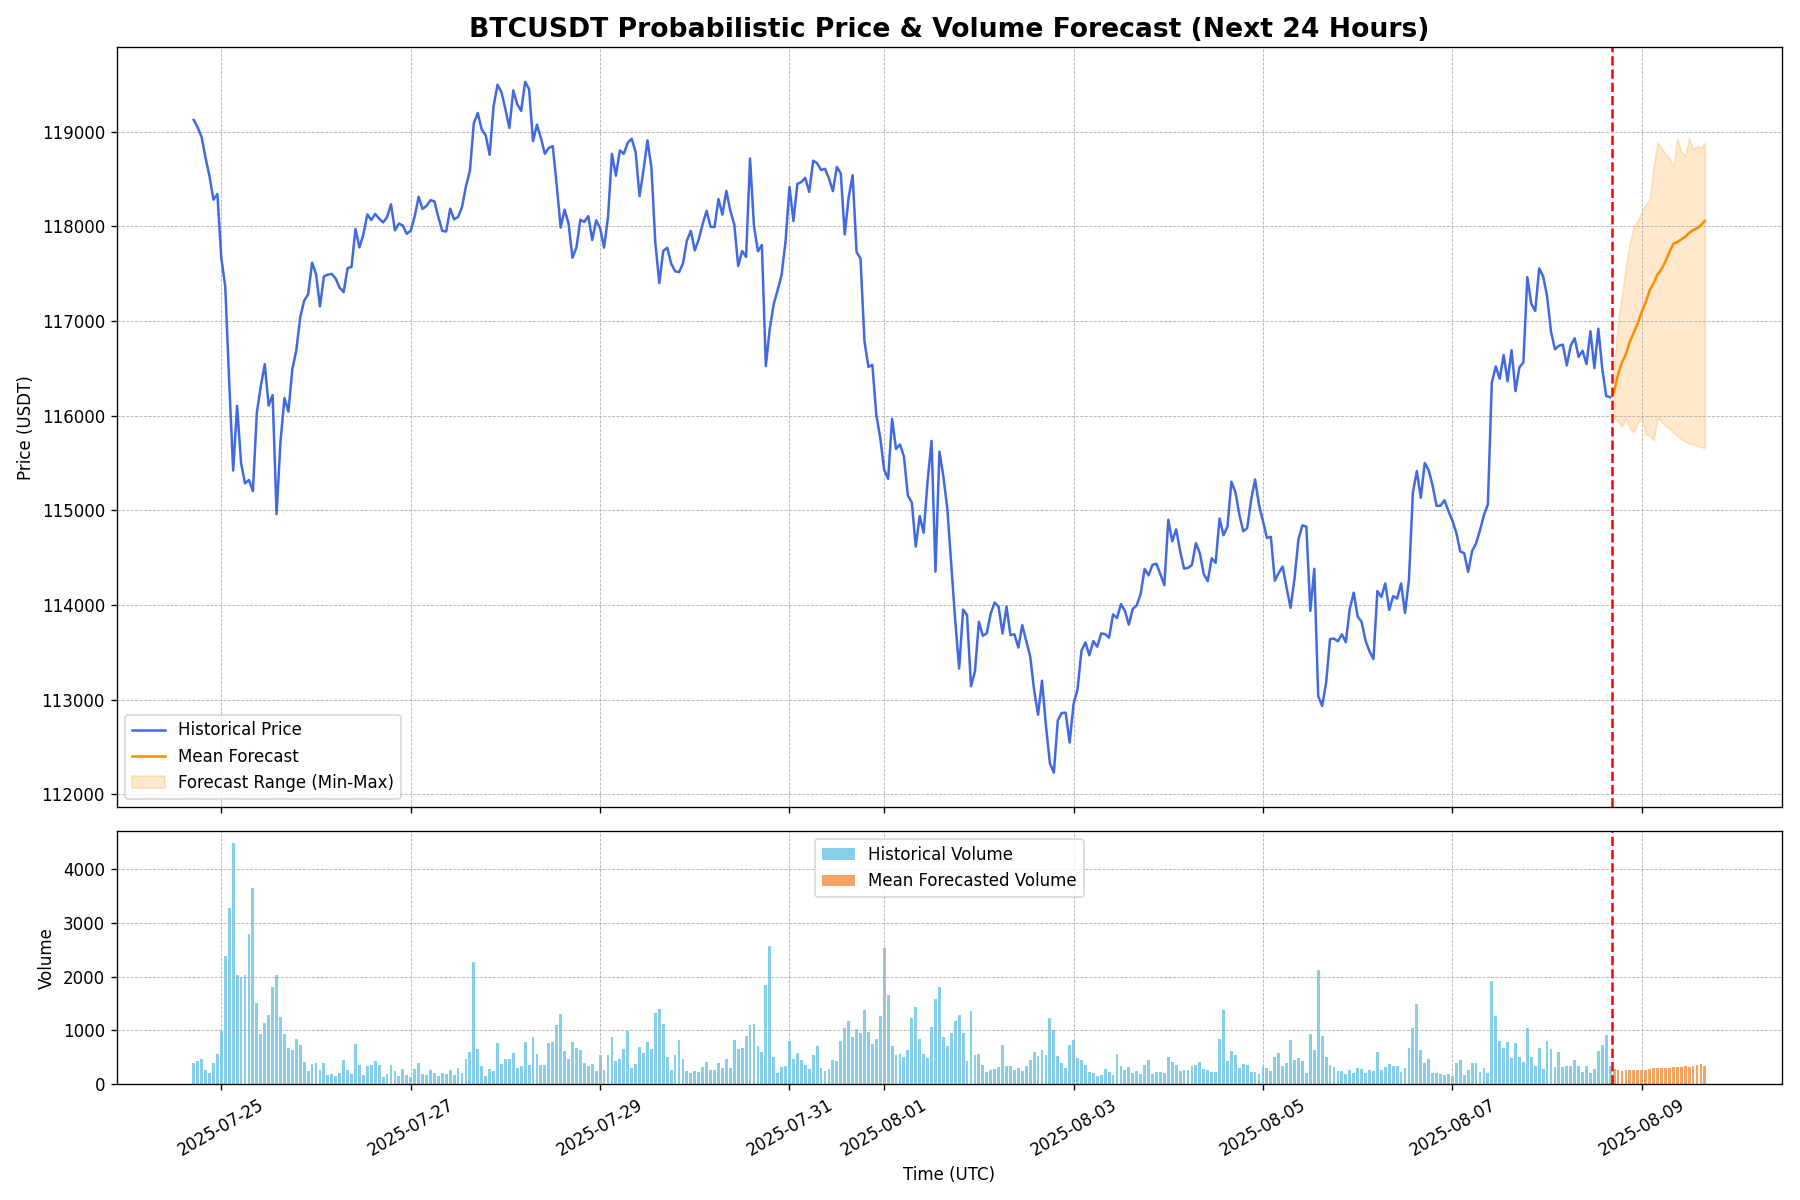 BTCUSDT Probabilistic Price & Volume Forecast (Next 24 Hours)
Price (USDT)
119000
118000
117000
116000
115000
114000
113000
112000
Historical Price
Mean Forecast
Forecast Range (Min-Max)
Volume
4000
3000
2000
1000
0
Historical Volume
Mean Forecasted Volume
2025-07-25
2025-07-27
2025-07-29
2025-07-31
2025-08-01
2025-08-03
2025-08-05
2025-08-07
2025-08-09
Time (UTC)